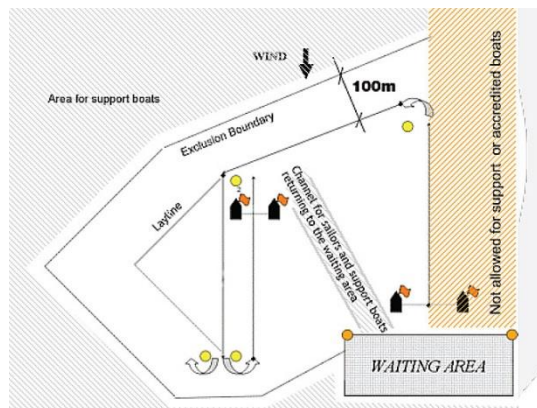 WIND
100m
Area for support boats
Exclusion Boundary
Layline
2
Channel for sailors and support boats
returning to the waiting area
Not allowed for support or accredited boats
WAITING AREA